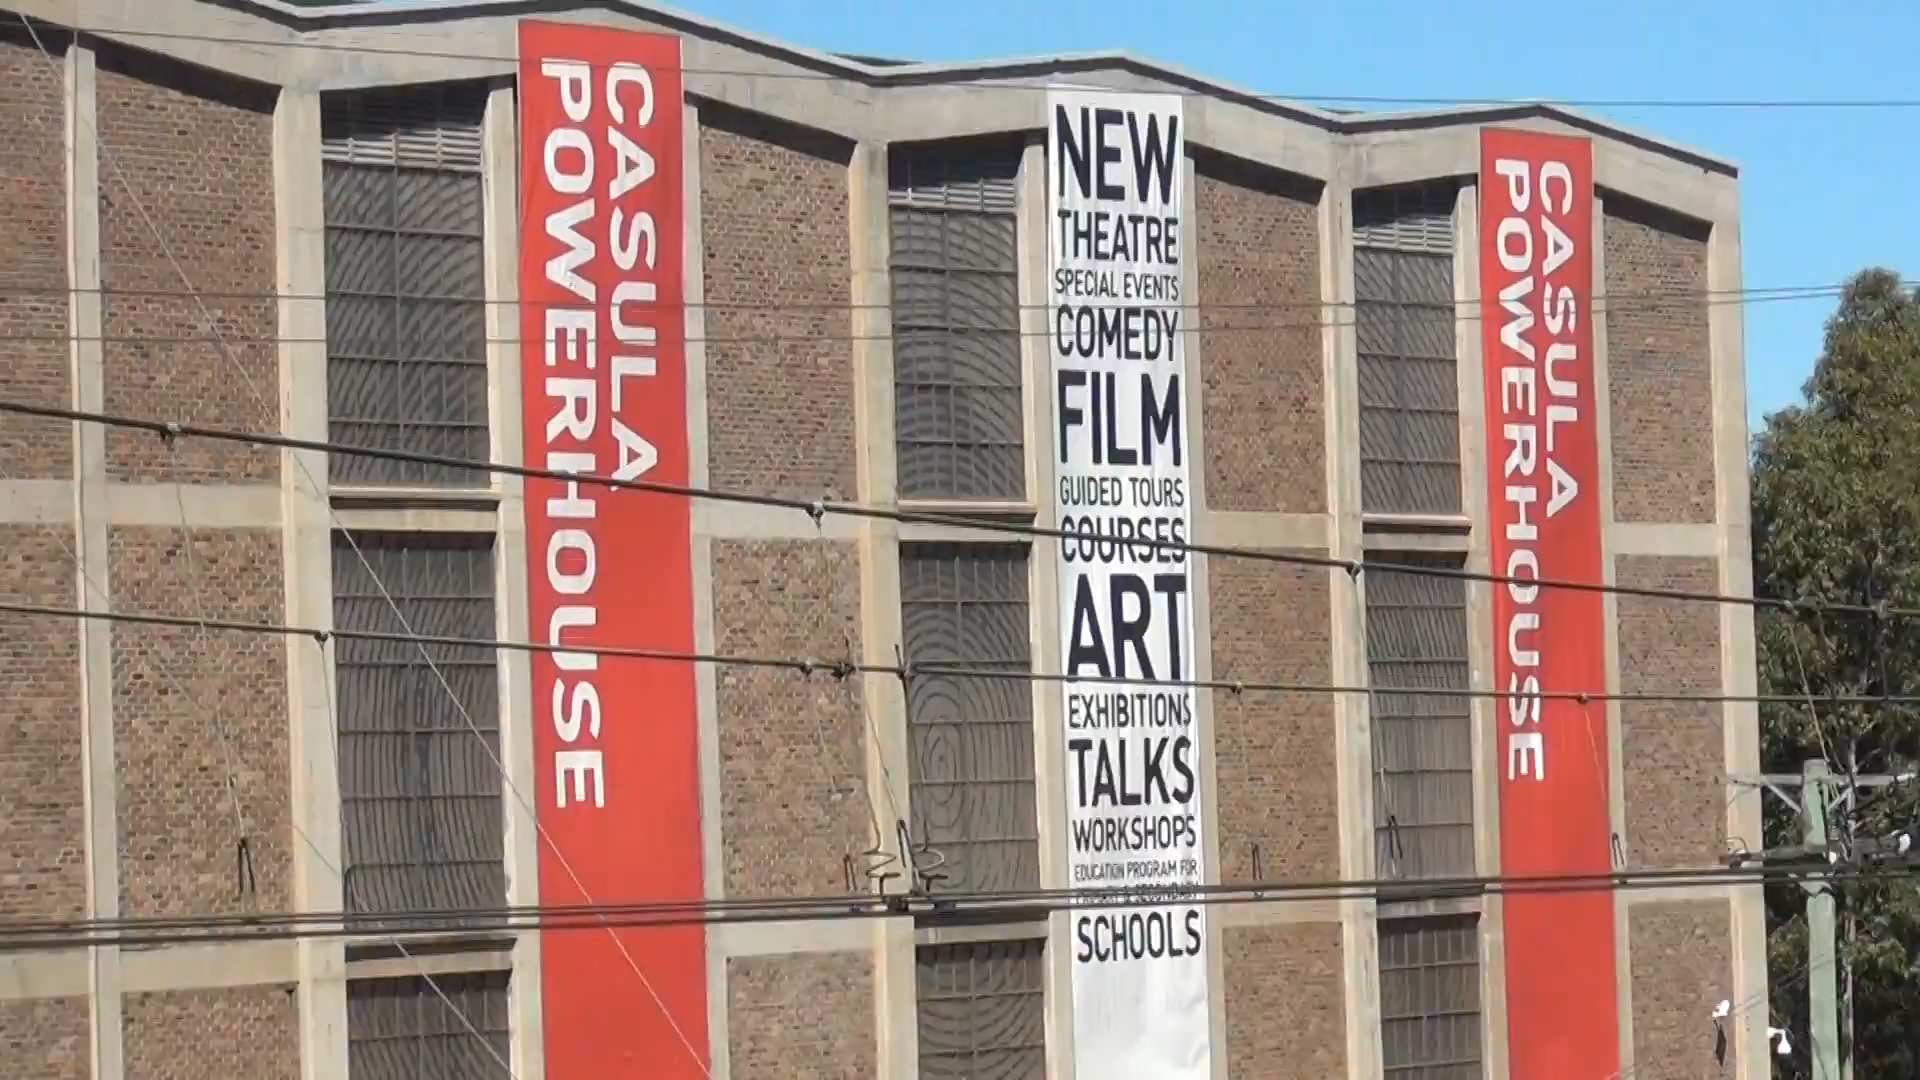 CASULA
POWERHOUSE
NEW
THEATRE
SPECIAL EVENTS
COMEDY
FILM
GUIDED TOURS
COURSES
ART
EXHIBITIONS
TALKS
WORKSHOPS
EDUCATION PROGRAM FOR
& SECONDARY
SCHOOLS
CASULA
POWERHOUSE